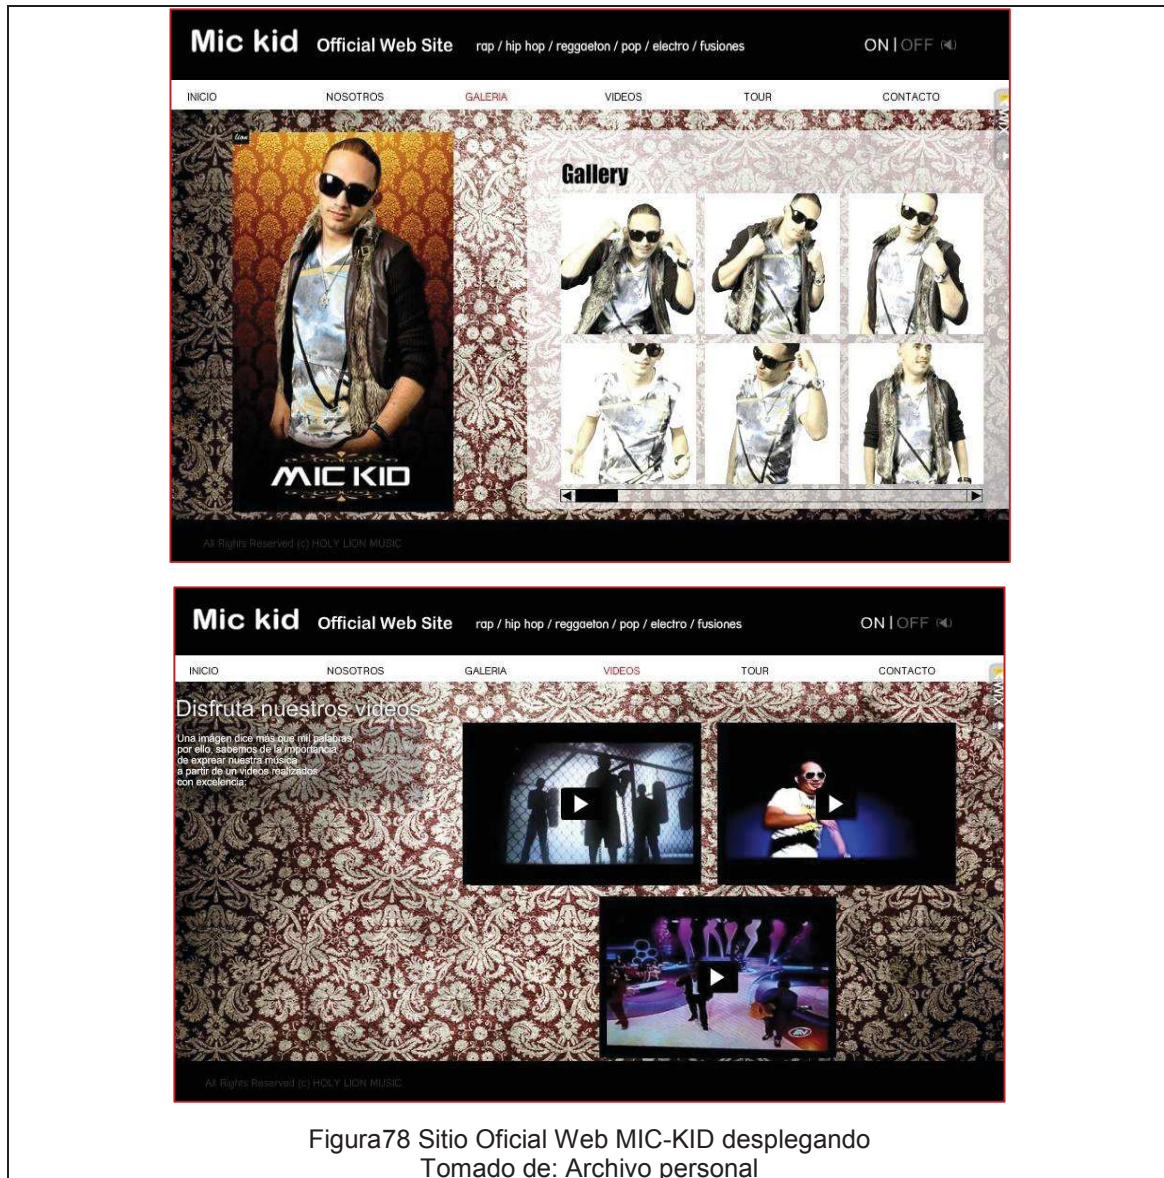 Mic kid Official Web Site rap / hip hop / reggaeton / pop / electro / fusiones ON | OFF
INICIO NOSOTROS GALERIA VIDEOS TOUR CONTACTO
WIX
lion
Gallery
MIC KID
All Rights Reserved (c) HOLY LION MUSIC
Mic kid Official Web Site rap / hip hop / reggaeton / pop / electro / fusiones ON | OFF
INICIO NOSOTROS GALERIA VIDEOS TOUR CONTACTO
WIX
Disfruta nuestros videos
Una imágen dice mas que mil palabras,
por ello, sabemos de la importancia
de exprear nuestra música
a partir de un videos realizados
con excelencia;
All Rights Reserved (c) HOLY LION MUSIC
Figura78 Sitio Oficial Web MIC-KID desplegando
Tomado de: Archivo personal